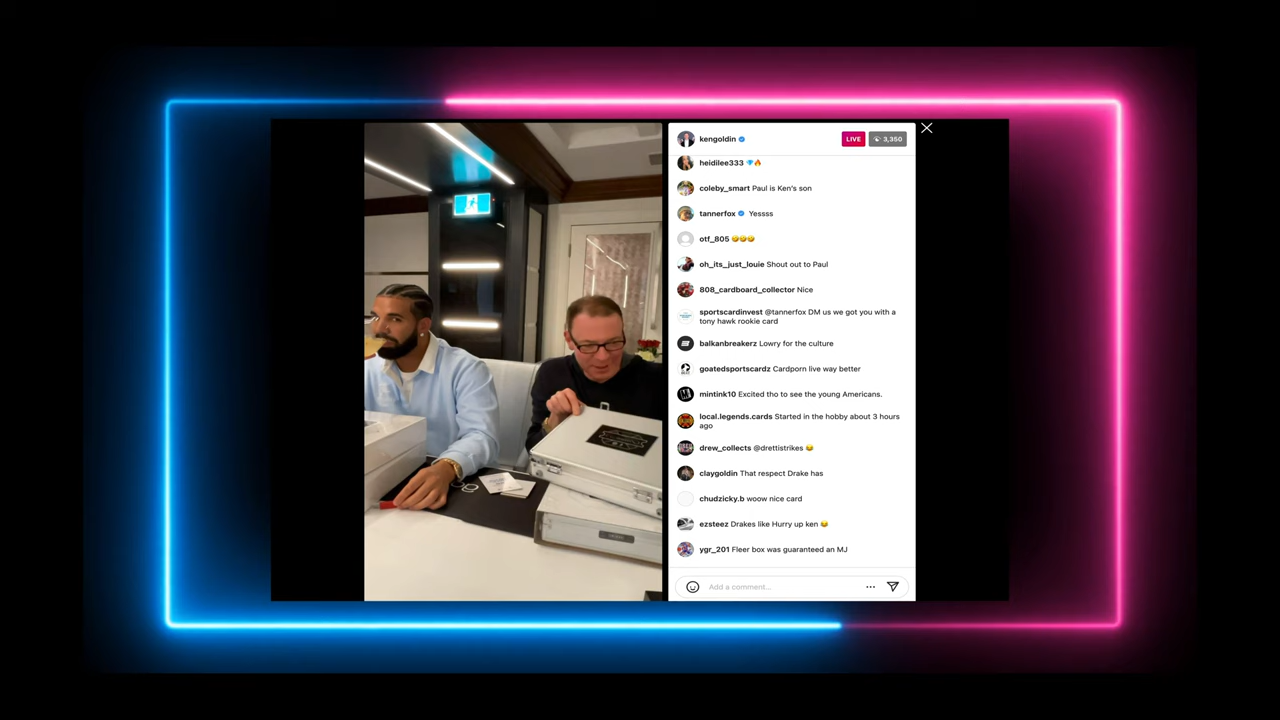 kengoldin
LIVE
3,350
heidilee333 💎🔥
coleby_smart Paul is Ken's son
tannerfox Yessss
otf_805 🤣🤣🤣
oh_its_just_louie Shout out to Paul
808_cardboard_collector Nice
sportscardinvest @tannerfox DM us we got you with a
tony hawk rookie card
balkanbreakerz Lowry for the culture
goatedsportscardz Cardporn live way better
mintink10 Excited tho to see the young Americans.
local.legends.cards Started in the hobby about 3 hours
ago
drew_collects @drettistrikes 😂
claygoldin That respect Drake has
chudzicky.b woow nice card
ezsteez Drakes like Hurry up ken 😂
ygr_201 Fleer box was guaranteed an MJ
Add a comment...